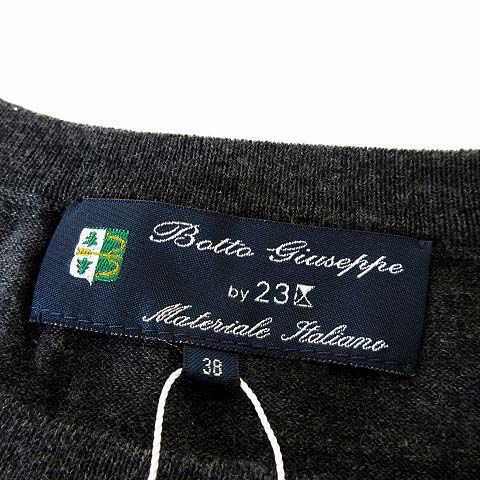 Botto Giuseppe
by 23区
Materiale Italiano
38